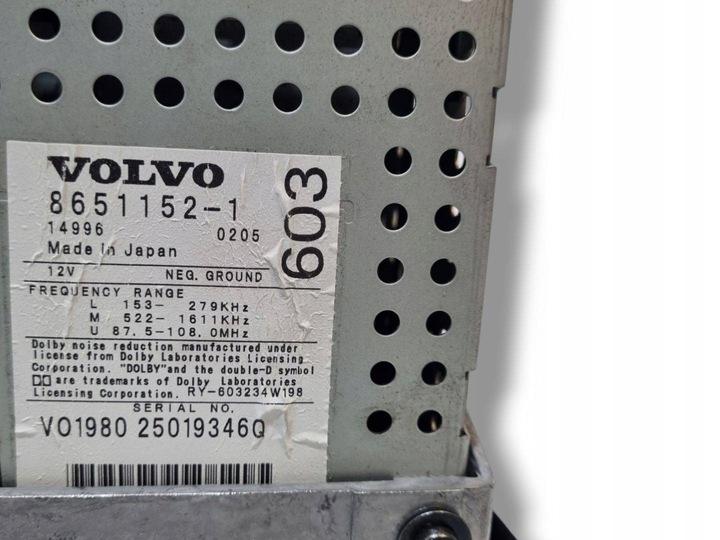 VOLVO
8651152-1
603
14996 0205
Made in Japan
12V NEG. GROUND
FREQUENCY RANGE
L 153- 279KHz
M 522- 1611KHz
U 87.5-108.0MHz
Dolby noise reduction manufactured under
license from Dolby Laboratories Licensing
Corporation. "DOLBY"and the double-D symbol
are trademarks of Dolby Laboratories
Licensing Corporation. RY-603234W198
SERIAL NO.
VO1980 25019346Q